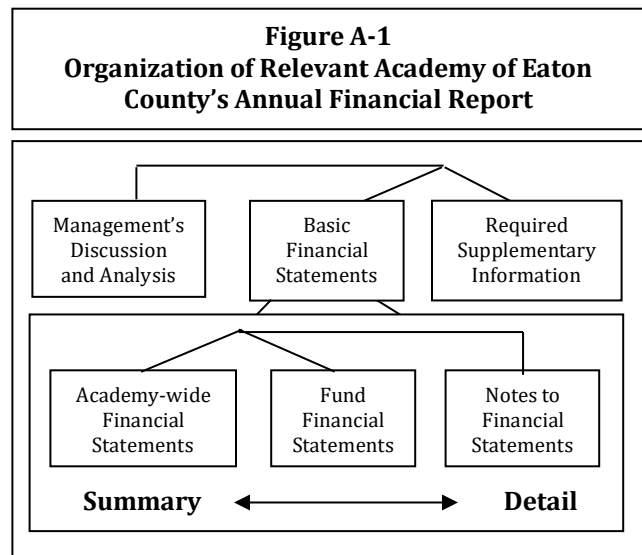 Figure A-1
Organization of Relevant Academy of Eaton
County's Annual Financial Report
Management's
Discussion
and Analysis
Basic
Financial
Statements
Required
Supplementary
Information
Academy-wide
Financial
Statements
Fund
Financial
Statements
Notes to
Financial
Statements
Summary
Detail